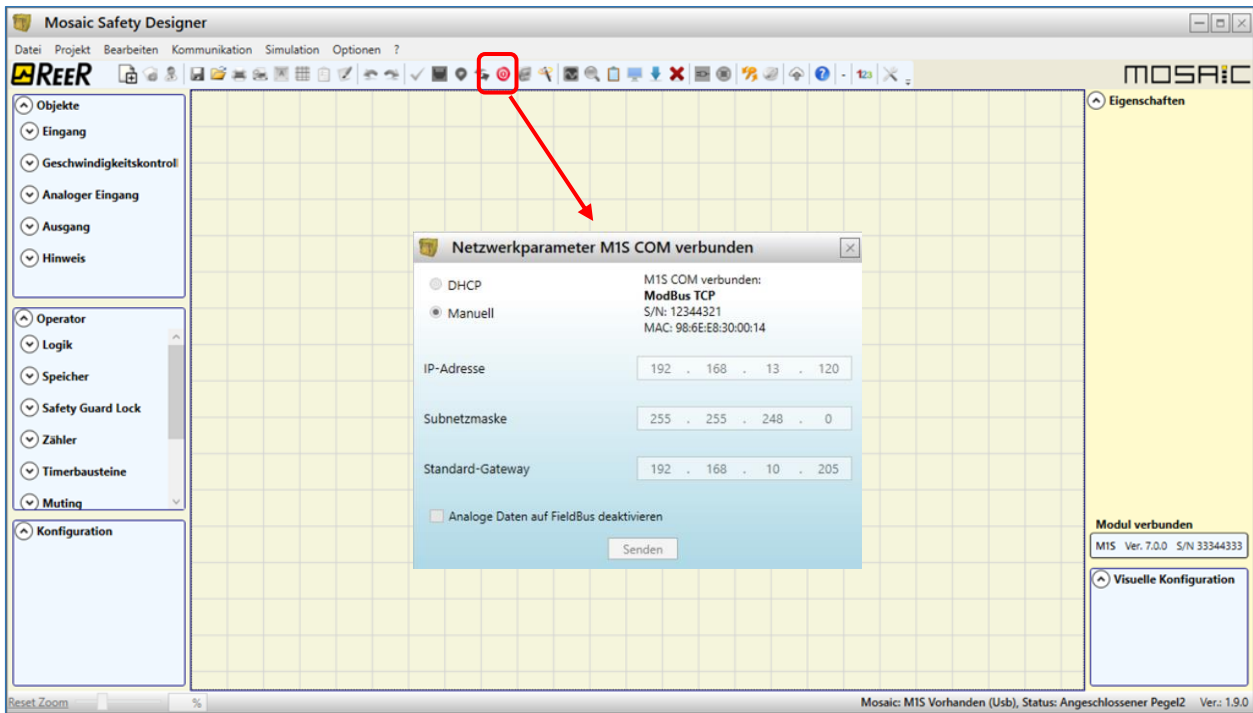 Mosaic Safety Designer
Datei Projekt Bearbeiten Kommunikation Simulation Optionen ?
REER
MOSAIC
Objekte
Eingang
Geschwindigkeitskontroll
Analoger Eingang
Ausgang
Hinweis
Operator
Logik
Speicher
Safety Guard Lock
Zähler
Timerbausteine
Muting
Konfiguration
Netzwerkparameter M1S COM verbunden
DHCP
Manuell
M1S COM verbunden:
ModBus TCP
S/N: 12344321
MAC: 98:6E:E8:30:00:14
IP-Adresse 192 . 168 . 13 . 120
Subnetzmaske 255 . 255 . 248 . 0
Standard-Gateway 192 . 168 . 10 . 205
Analoge Daten auf FieldBus deaktivieren
Senden
Eigenschaften
Modul verbunden
M1S Ver. 7.0.0 S/N 33344333
Visuelle Konfiguration
Reset Zoom %
Mosaic: M1S Vorhanden (Usb), Status: Angeschlossener Pegel2 Ver.: 1.9.0